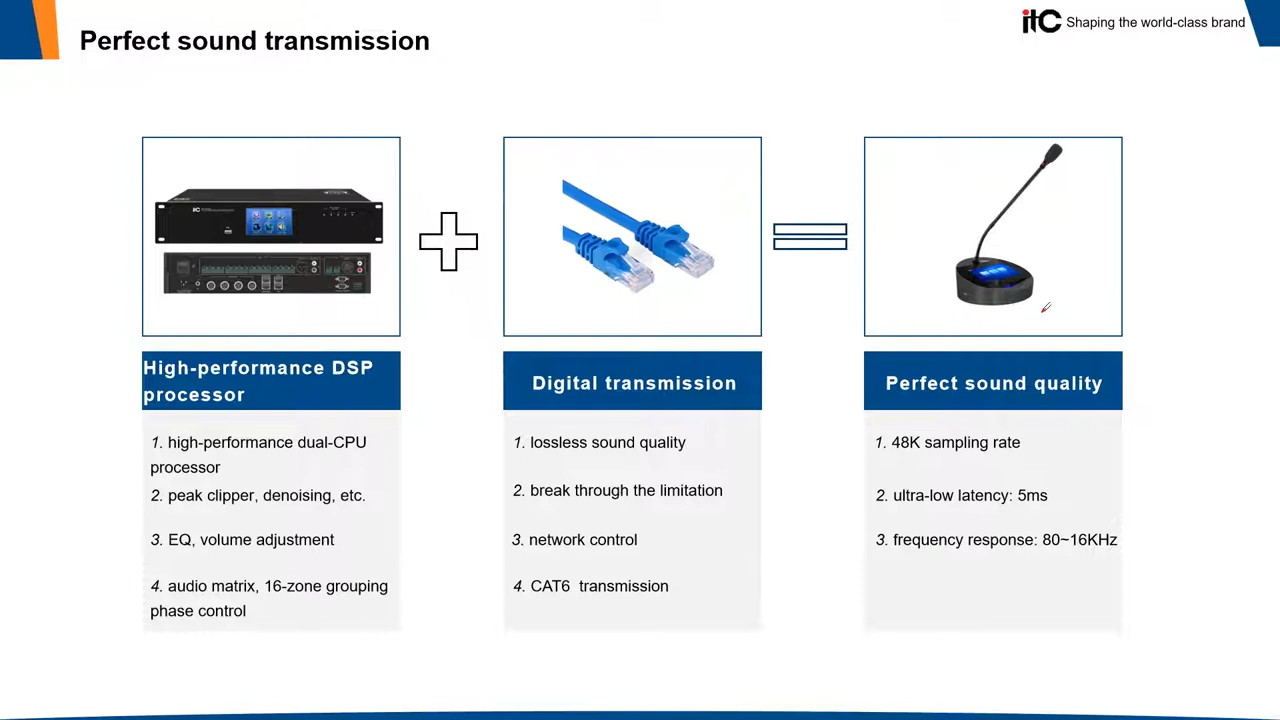 Perfect sound transmission
itC Shaping the world-class brand
itC
High-performance DSP
processor
1. high-performance dual-CPU
processor
2. peak clipper, denoising, etc.
3. EQ, volume adjustment
4. audio matrix, 16-zone grouping
phase control
Digital transmission
1. lossless sound quality
2. break through the limitation
3. network control
4. CAT6 transmission
Perfect sound quality
1. 48K sampling rate
2. ultra-low latency: 5ms
3. frequency response: 80~16KHz